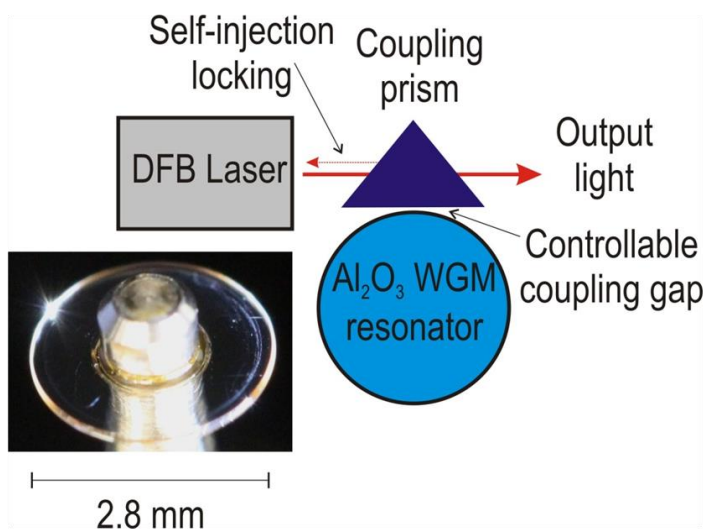 Self-injection
locking
Coupling
prism
DFB Laser
Output
light
Controllable
coupling gap
Al₂O₃ WGM
resonator
2.8 mm